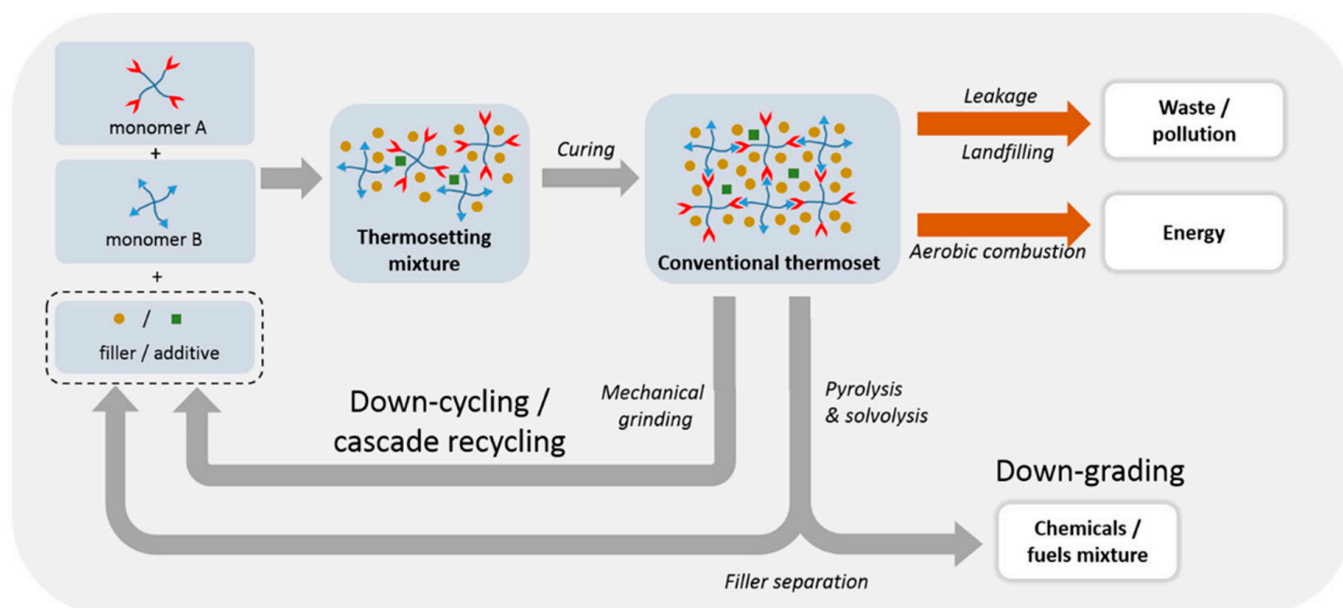 monomer A
+
monomer B
+
/
filler / additive
Thermosetting
mixture
Curing
Conventional thermoset
Leakage
Landfilling
Waste /
pollution
Aerobic combustion
Energy
Mechanical
grinding
Pyrolysis
& solvolysis
Down-cycling /
cascade recycling
Down-grading
Chemicals /
fuels mixture
Filler separation